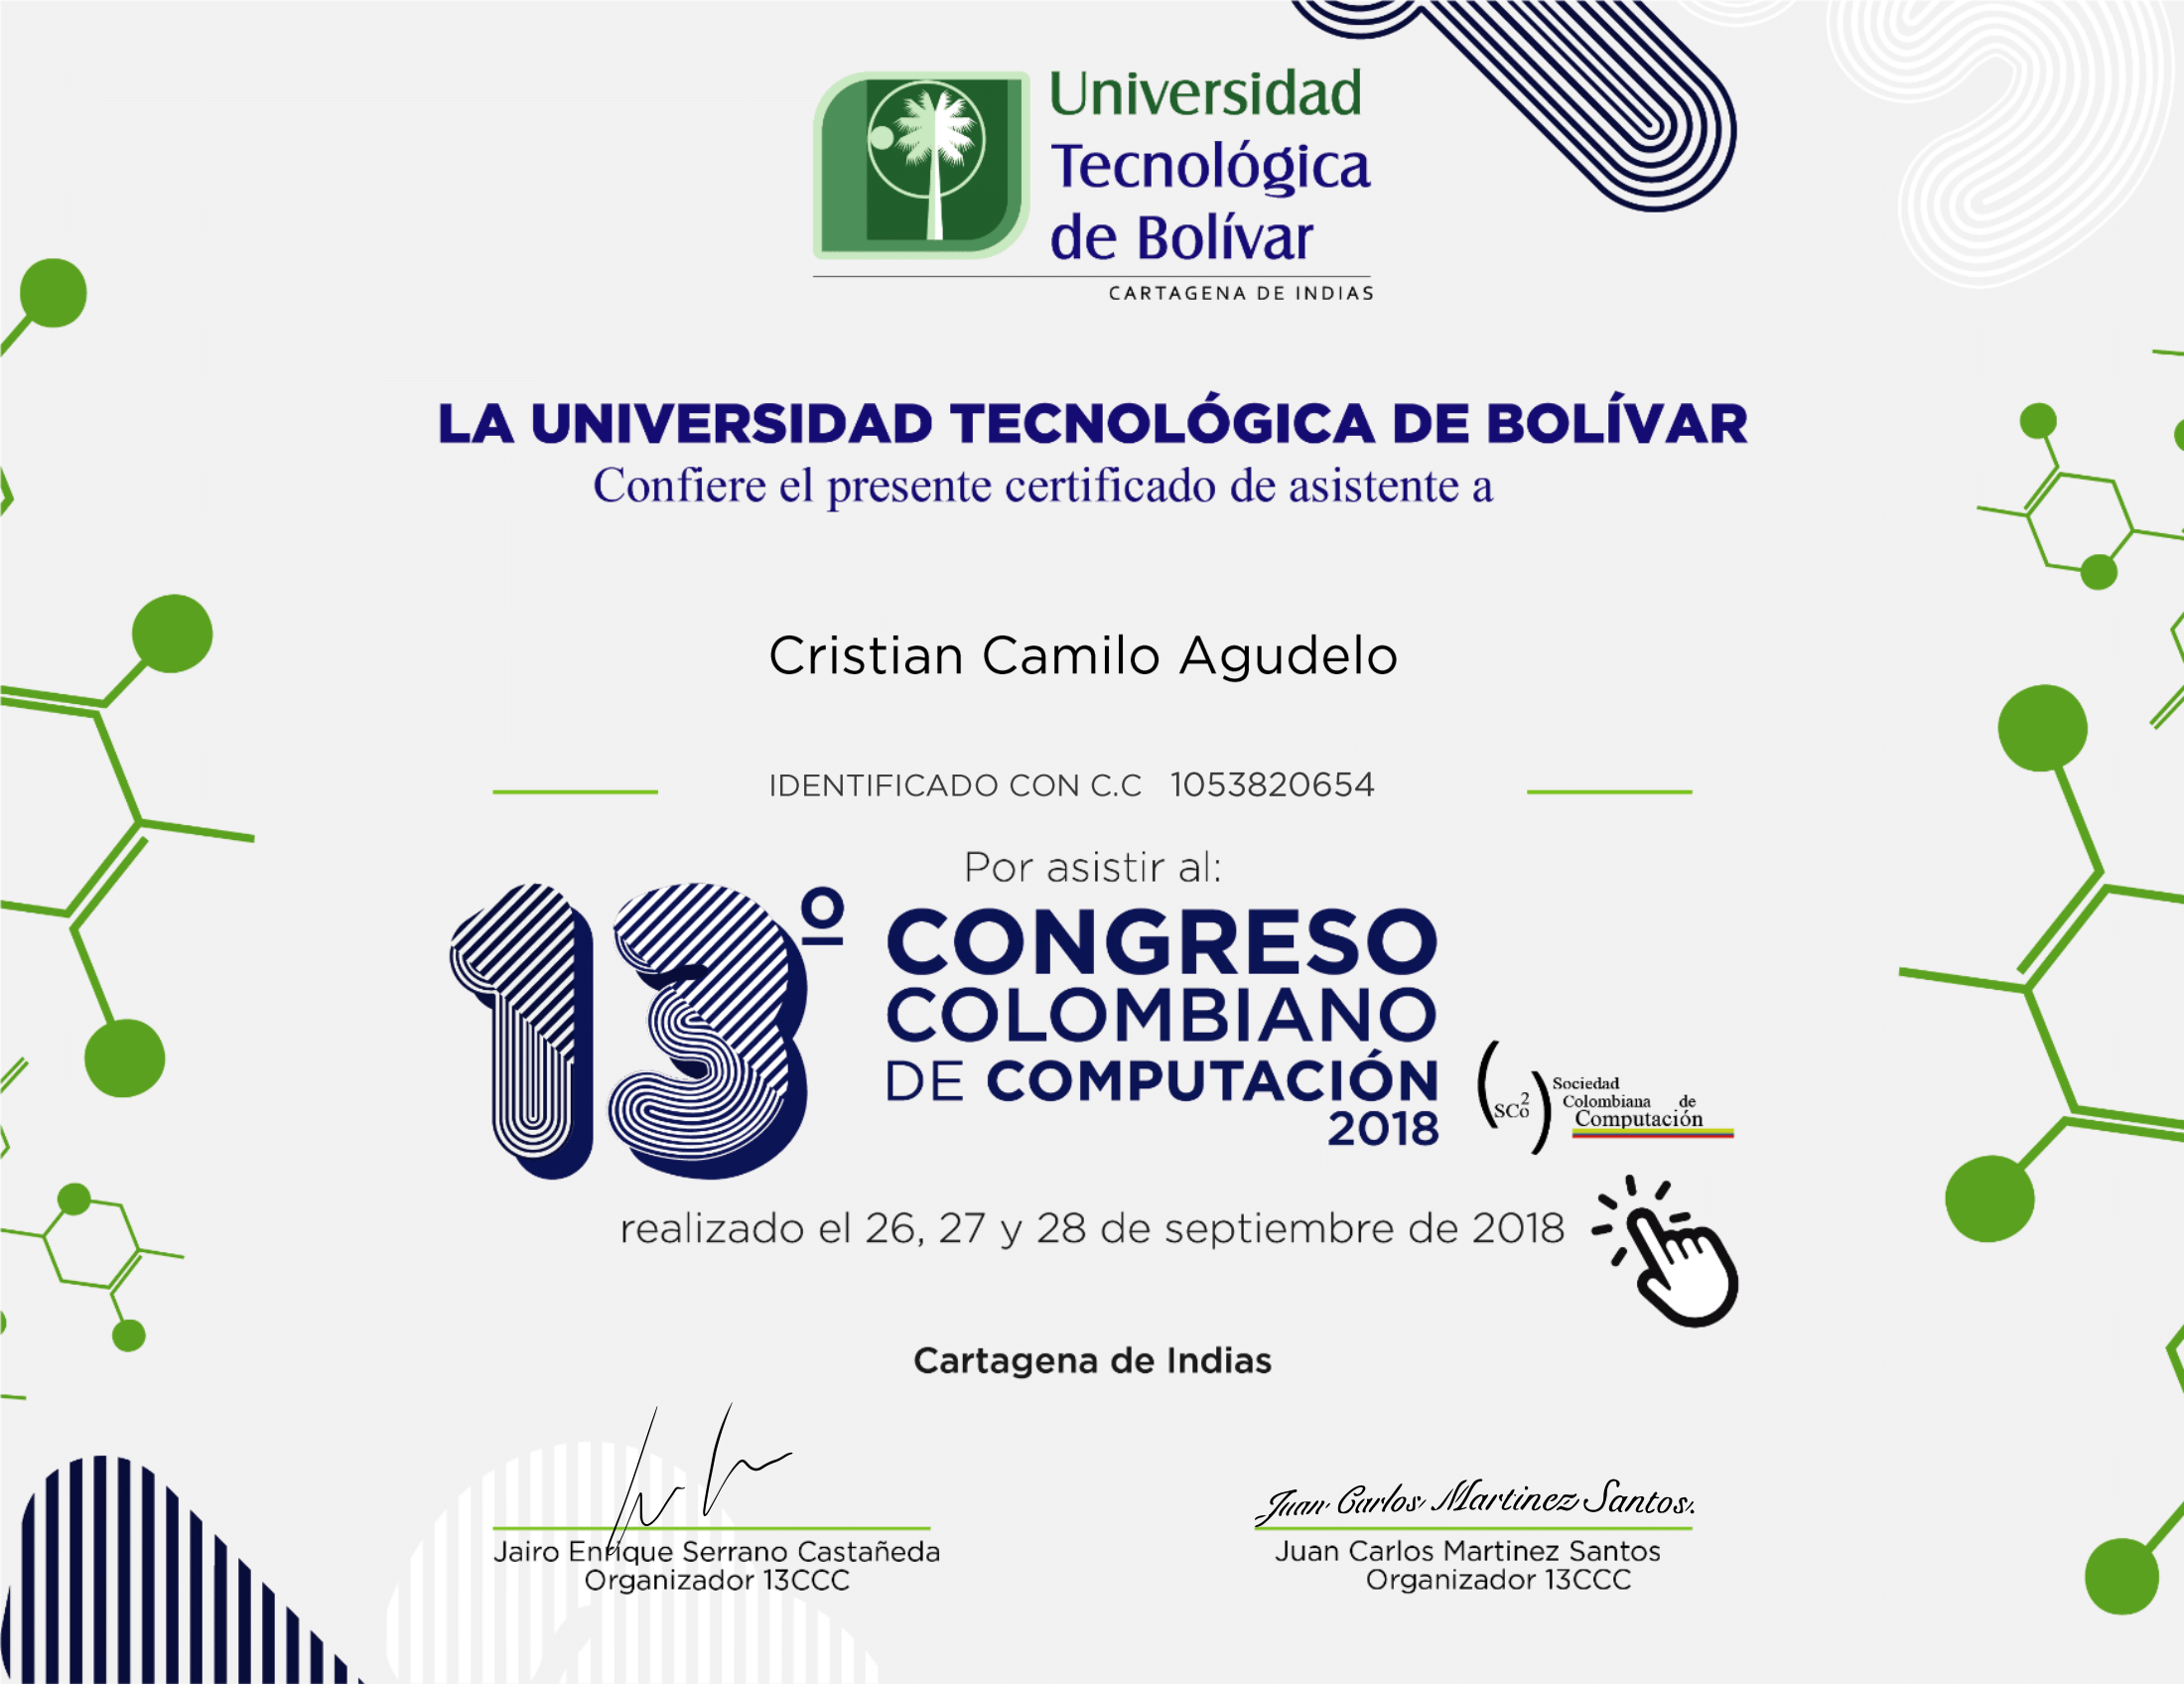 Universidad
Tecnológica
de Bolívar
CARTAGENA DE INDIAS
LA UNIVERSIDAD TECNOLÓGICA DE BOLÍVAR
Confiere el presente certificado de asistente a
Cristian Camilo Agudelo
IDENTIFICADO CON C.C 1053820654
Por asistir al:
13º CONGRESO
COLOMBIANO
DE COMPUTACIÓN
2018
(SCo2)
Sociedad
Colombiana de
Computación
realizado el 26, 27 y 28 de septiembre de 2018
Cartagena de Indias
Juan Carlos Martinez Santos.
Jairo Enrique Serrano Castañeda
Organizador 13CCC
Juan Carlos Martinez Santos
Organizador 13CCC